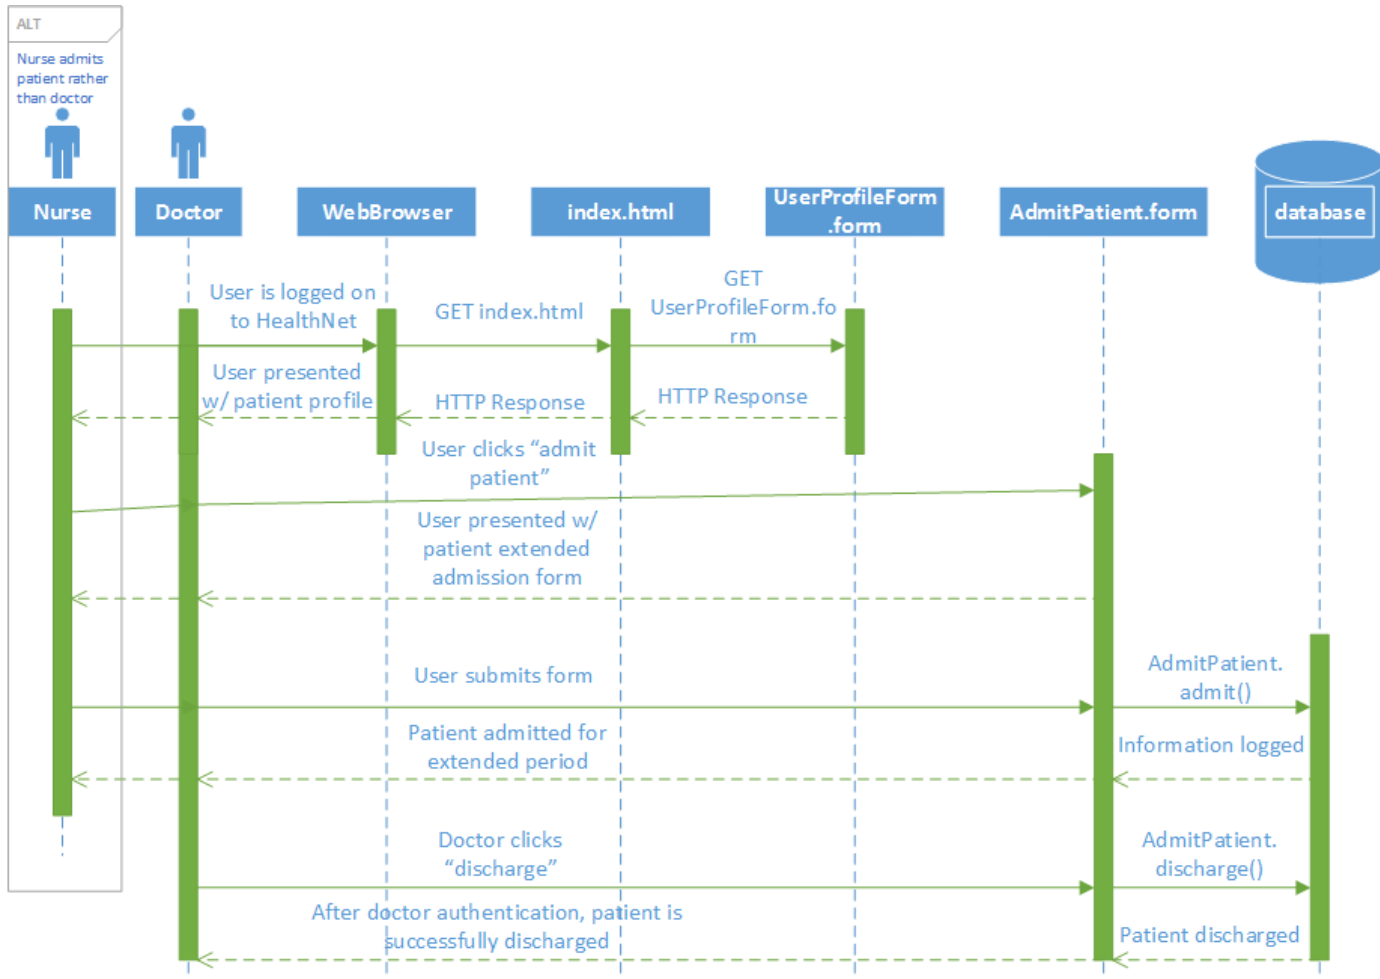 ALT
Nurse admits
patient rather
than doctor
Nurse
Doctor
WebBrowser
index.html
UserProfileForm
.form
AdmitPatient.form
database
User is logged on
to HealthNet
GET index.html
GET
UserProfileForm.fo
rm
User presented
w/ patient profile
HTTP Response
HTTP Response
User clicks “admit
patient”
User presented w/
patient extended
admission form
User submits form
AdmitPatient.
admit()
Patient admitted for
extended period
Information logged
Doctor clicks
“discharge”
AdmitPatient.
discharge()
After doctor authentication, patient is
successfully discharged
Patient discharged